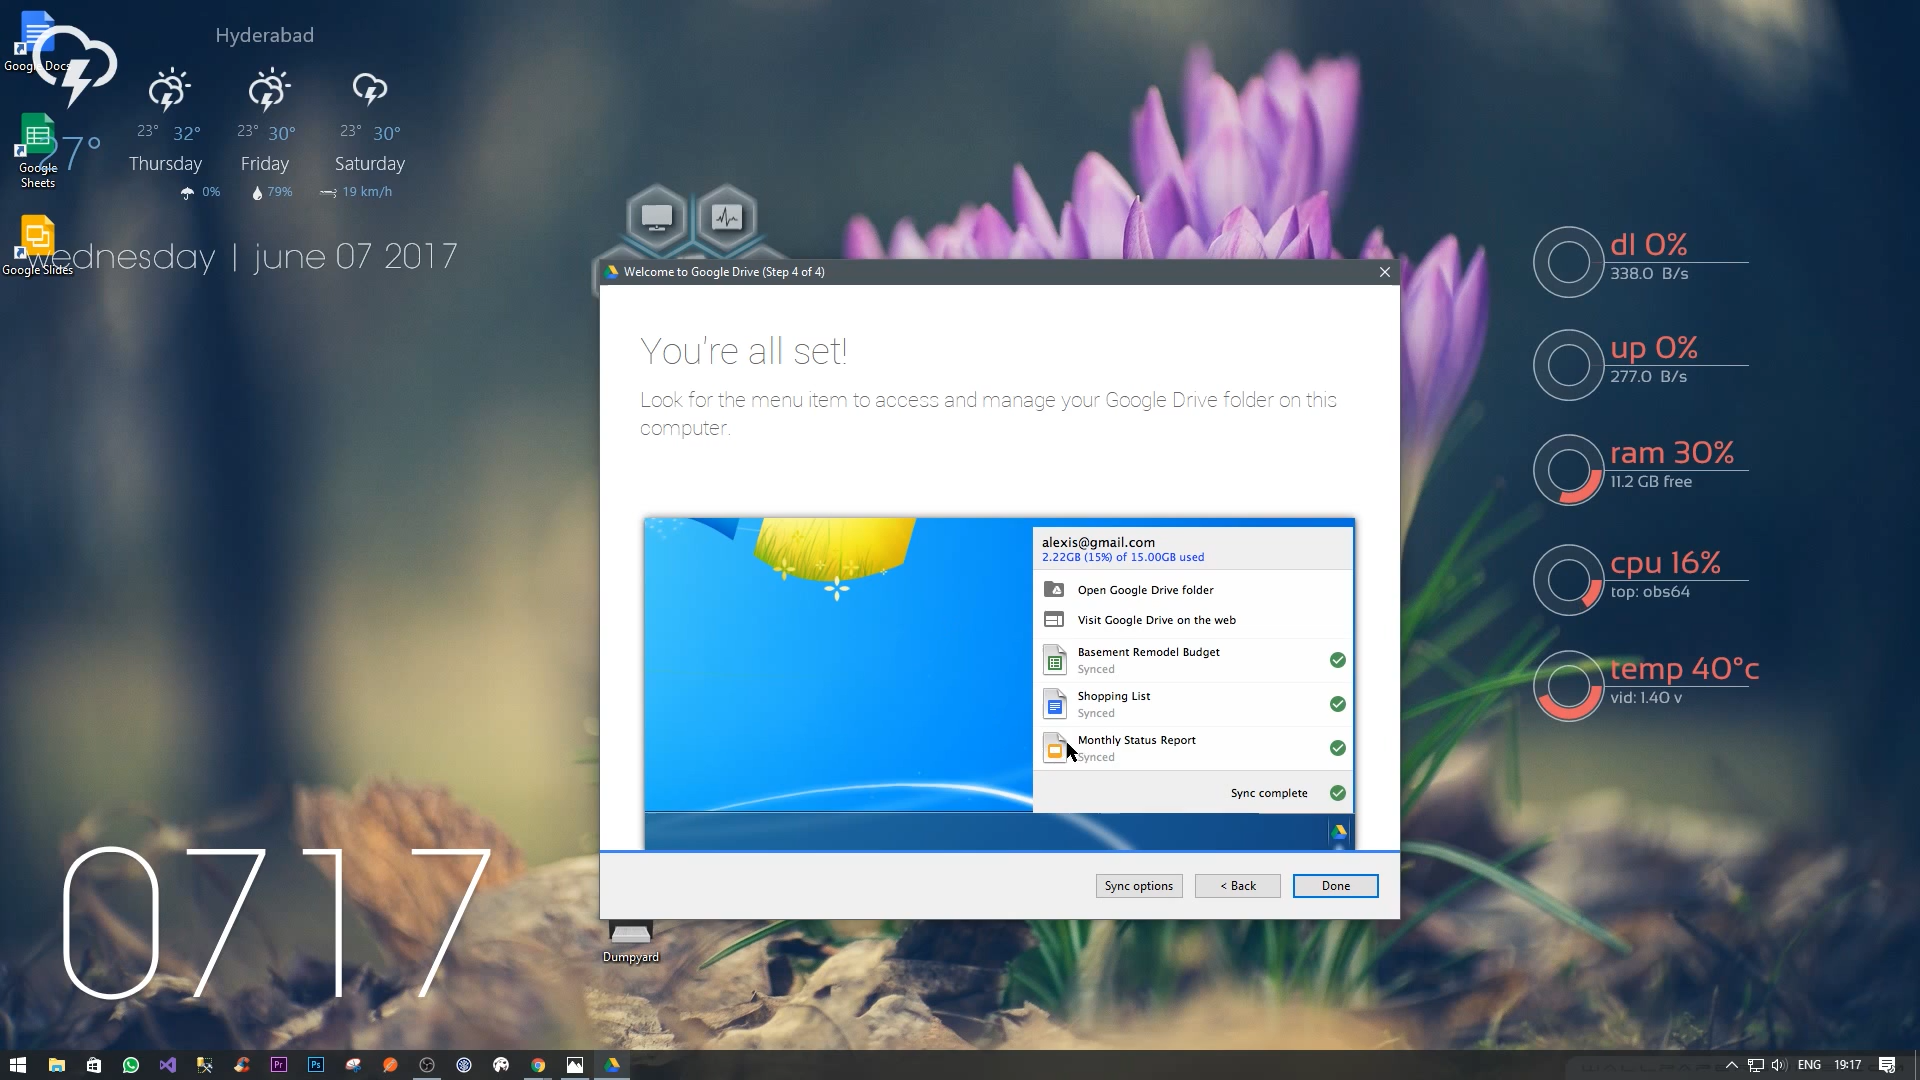 Google Docs
Hyderabad
27°
23° 32°
23° 30°
23° 30°
Thursday
Friday
Saturday
0%
79%
19 km/h
Google Sheets
Google Slides
wednesday | june 07 2017
Welcome to Google Drive (Step 4 of 4)
You're all set!
Look for the menu item to access and manage your Google Drive folder on this
computer.
alexis@gmail.com
2.22GB (15%) of 15.00GB used
Open Google Drive folder
Visit Google Drive on the web
Basement Remodel Budget
Synced
Shopping List
Synced
Monthly Status Report
Synced
Sync complete
Sync options
< Back
Done
dl 0%
338.0 B/s
up 0%
277.0 B/s
ram 30%
11.2 GB free
cpu 16%
top: obs64
temp 40°c
vid: 1.40 v
0717
Dumpyard
Pr
Ps
ENG
19:17